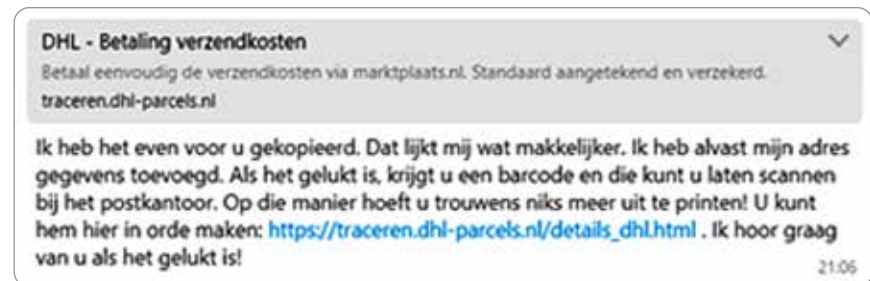 DHL - Betaling verzendkosten
Betaal eenvoudig de verzendkosten via marktplaats.nl. Standaard aangetekend en verzekerd.
traceren.dhl-parcels.nl
Ik heb het even voor u gekopieerd. Dat lijkt mij wat makkelijker. Ik heb alvast mijn adres
gegevens toevoegd. Als het gelukt is, krijgt u een barcode en die kunt u laten scannen
bij het postkantoor. Op die manier hoeft u trouwens niks meer uit te printen! U kunt
hem hier in orde maken: https://traceren.dhl-parcels.nl/details_dhl.html . Ik hoor graag
van u als het gelukt is!
21:06